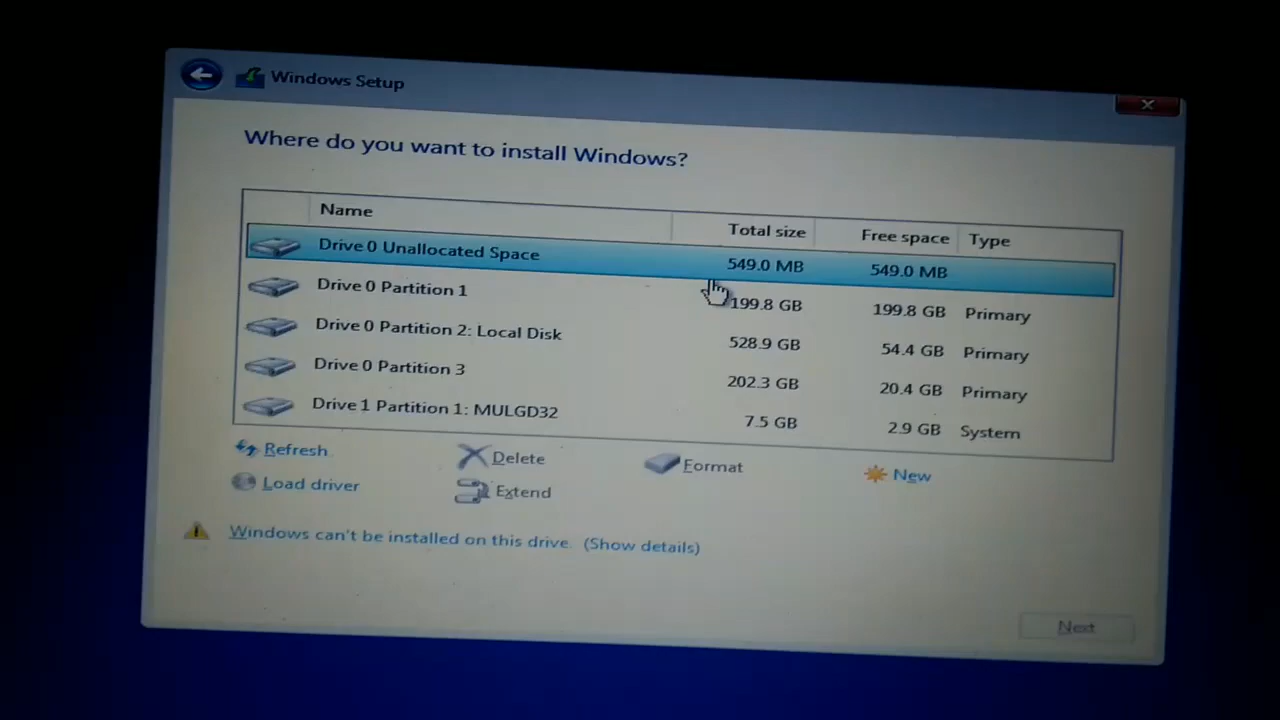 Windows Setup
Where do you want to install Windows?
Name Total size Free space Type
Drive 0 Unallocated Space 549.0 MB 549.0 MB
Drive 0 Partition 1 199.8 GB 199.8 GB Primary
Drive 0 Partition 2: Local Disk 528.9 GB 54.4 GB Primary
Drive 0 Partition 3 202.3 GB 20.4 GB Primary
Drive 1 Partition 1: MULGD32 7.5 GB 2.9 GB System
Refresh Delete Format New
Load driver Extend
Windows can't be installed on this drive. (Show details)
Next